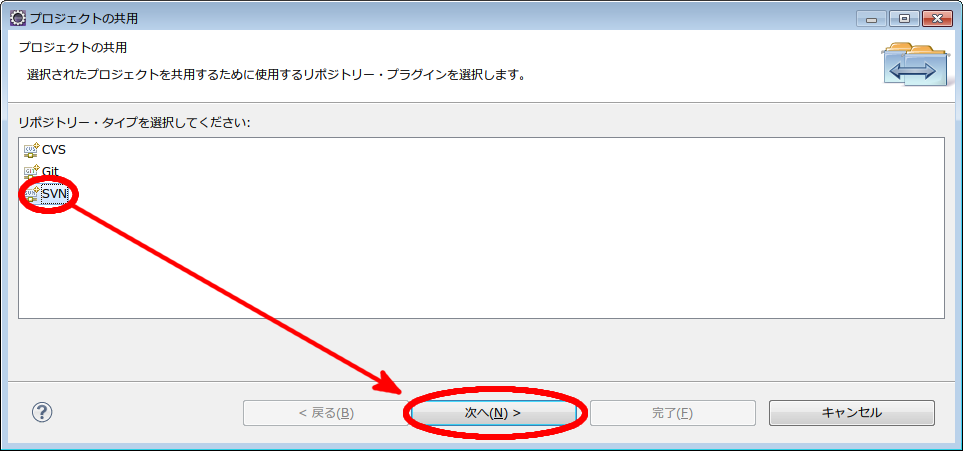 プロジェクトの共用
プロジェクトの共用
選択されたプロジェクトを共用するために使用するリポジトリー・プラグインを選択します。
リポジトリー・タイプを選択してください:
CVS
Git
SVN
< 戻る(B)
次へ(N) >
完了(F)
キャンセル